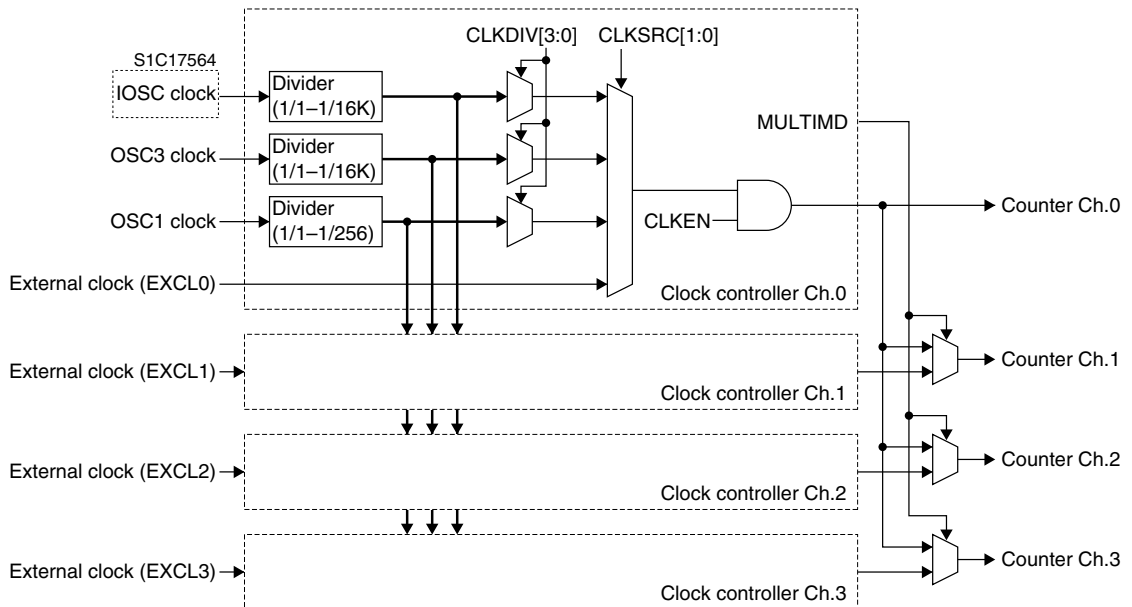 CLKDIV[3:0]
CLKSRC[1:0]
S1C17564
IOSC clock
Divider
(1/1–1/16K)
MULTIMD
OSC3 clock
Divider
(1/1–1/16K)
OSC1 clock
Divider
(1/1–1/256)
CLKEN
Counter Ch.0
External clock (EXCL0)
Clock controller Ch.0
External clock (EXCL1)
Clock controller Ch.1
Counter Ch.1
External clock (EXCL2)
Clock controller Ch.2
Counter Ch.2
External clock (EXCL3)
Clock controller Ch.3
Counter Ch.3